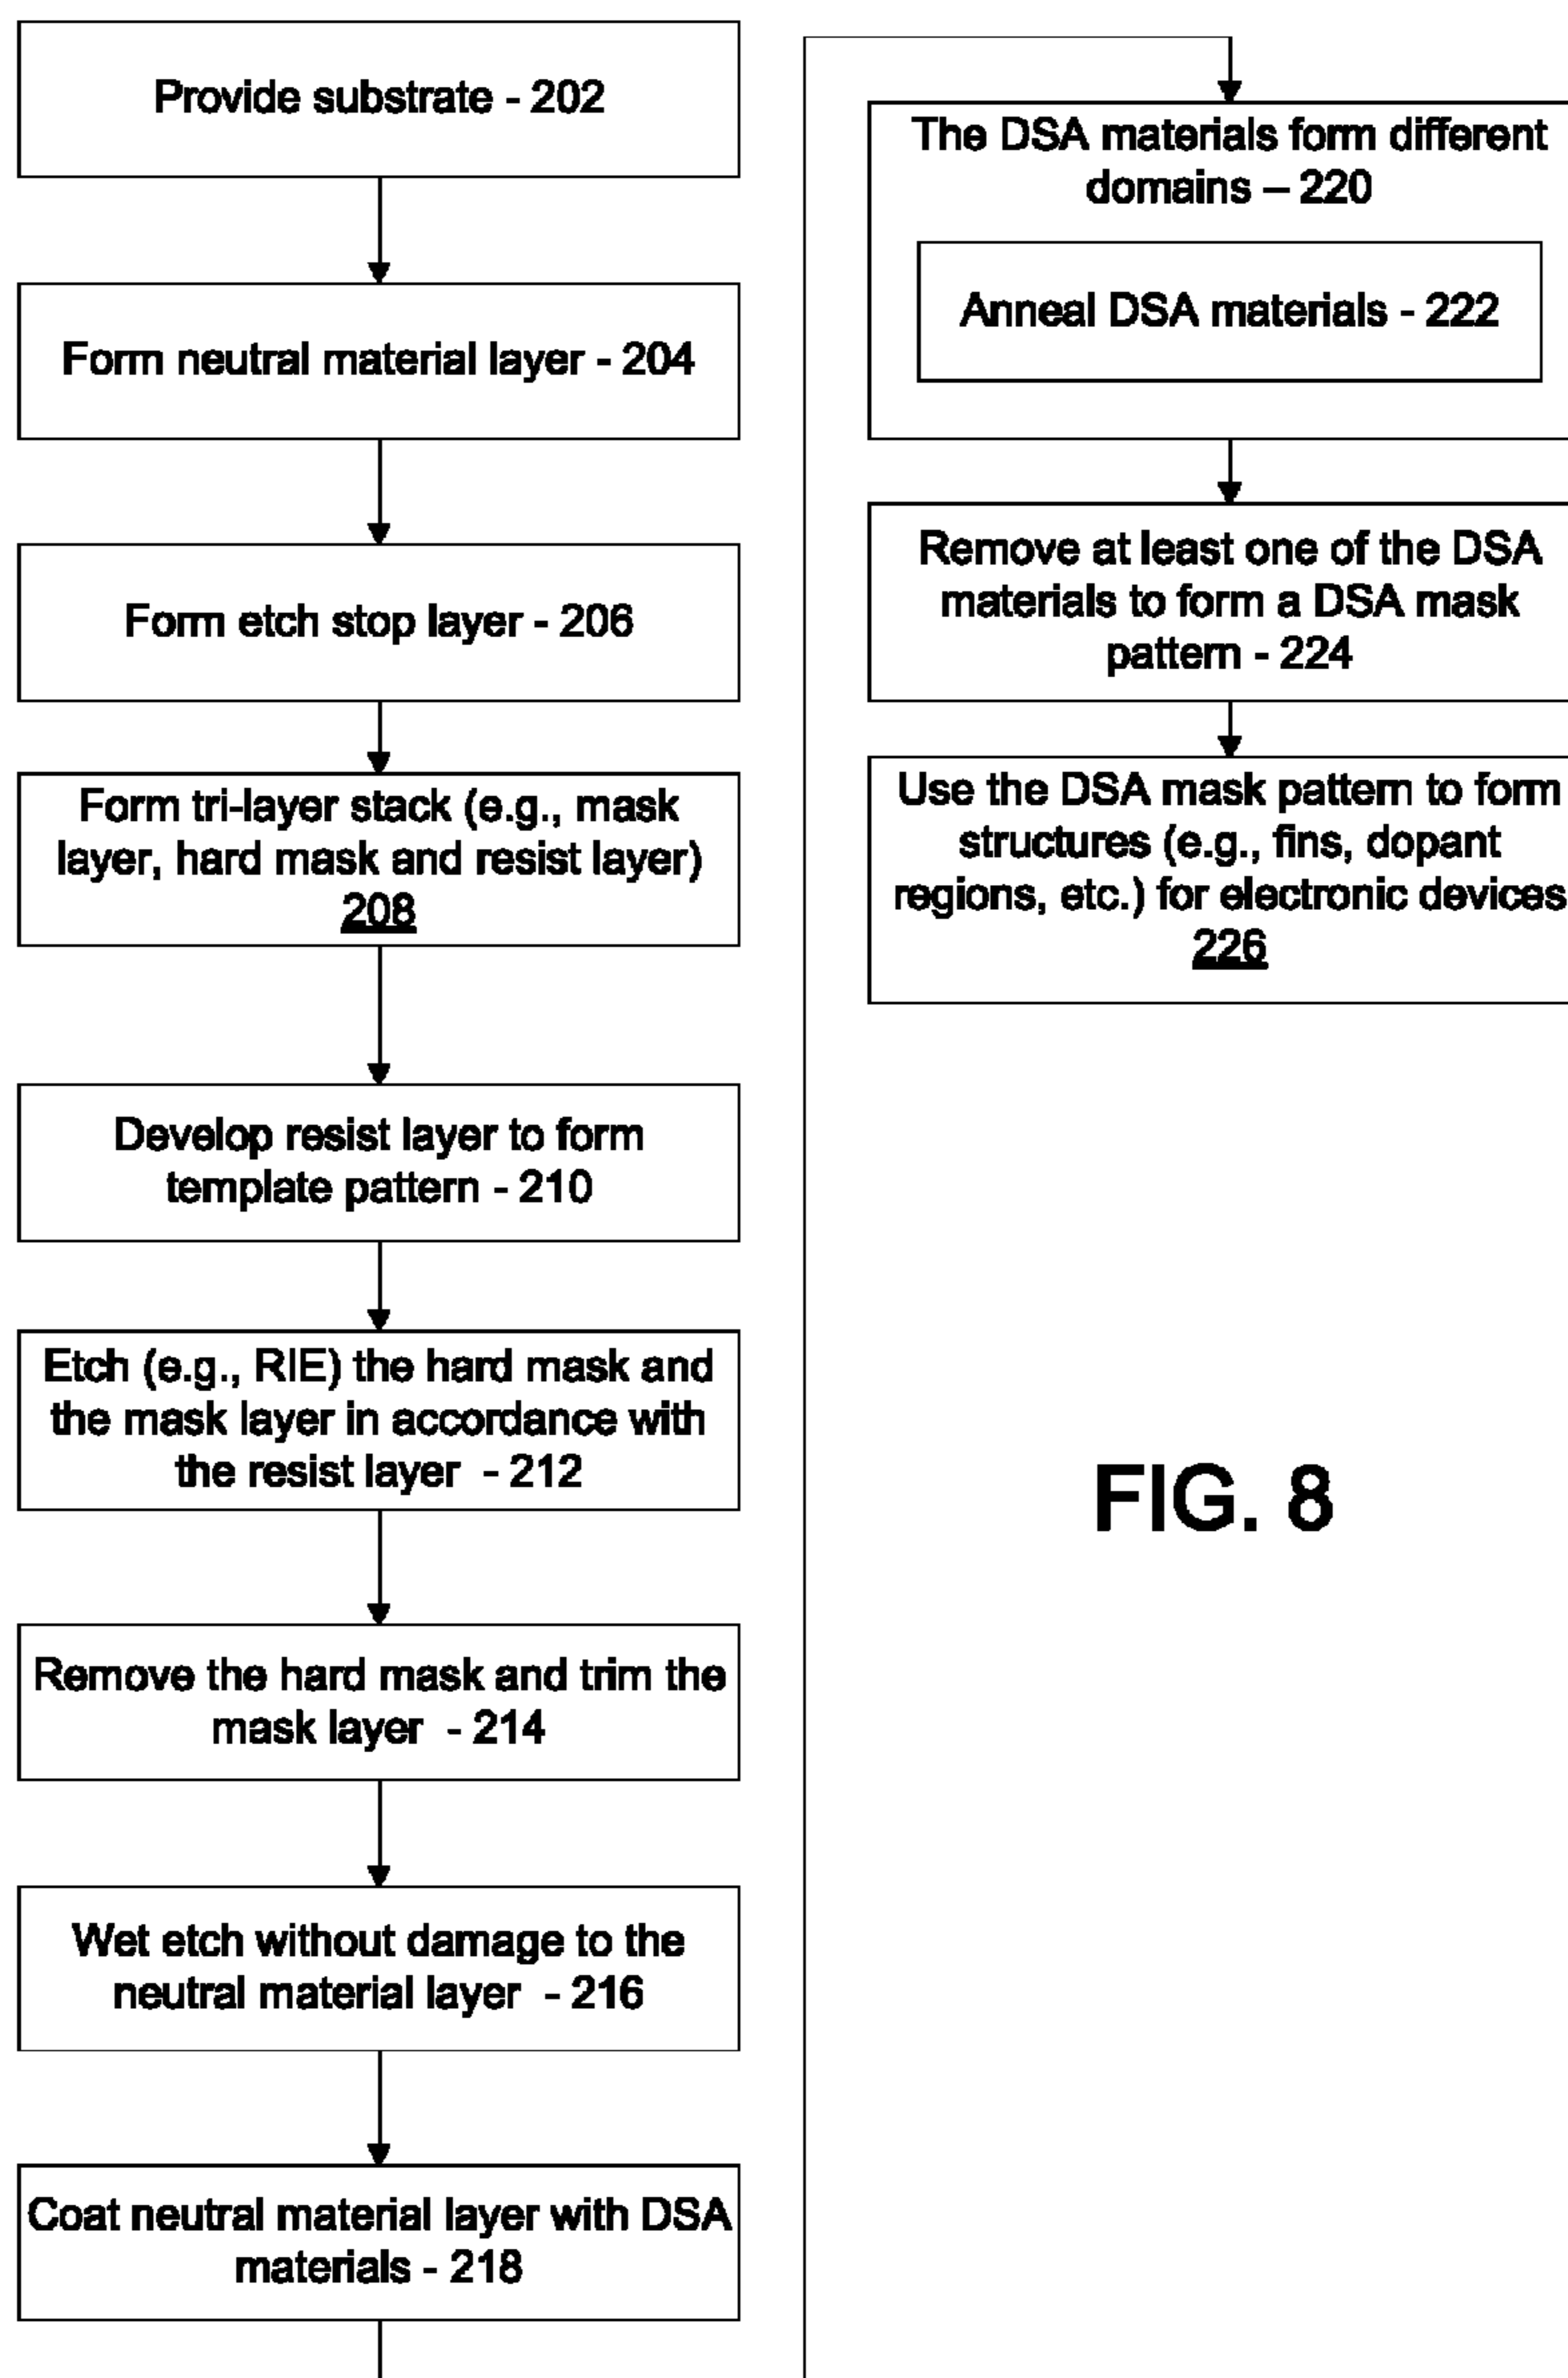 Provide substrate - 202
Form neutral material layer - 204
Form etch stop layer - 206
Form tri-layer stack (e.g., mask
layer, hard mask and resist layer)
208
Develop resist layer to form
template pattern - 210
Etch (e.g., RIE) the hard mask and
the mask layer in accordance with
the resist layer - 212
Remove the hard mask and trim the
mask layer - 214
Wet etch without damage to the
neutral material layer - 216
Coat neutral material layer with DSA
materials - 218
The DSA materials form different
domains – 220
Anneal DSA materials - 222
Remove at least one of the DSA
materials to form a DSA mask
pattern - 224
Use the DSA mask pattern to form
structures (e.g., fins, dopant
regions, etc.) for electronic devices
226
FIG. 8